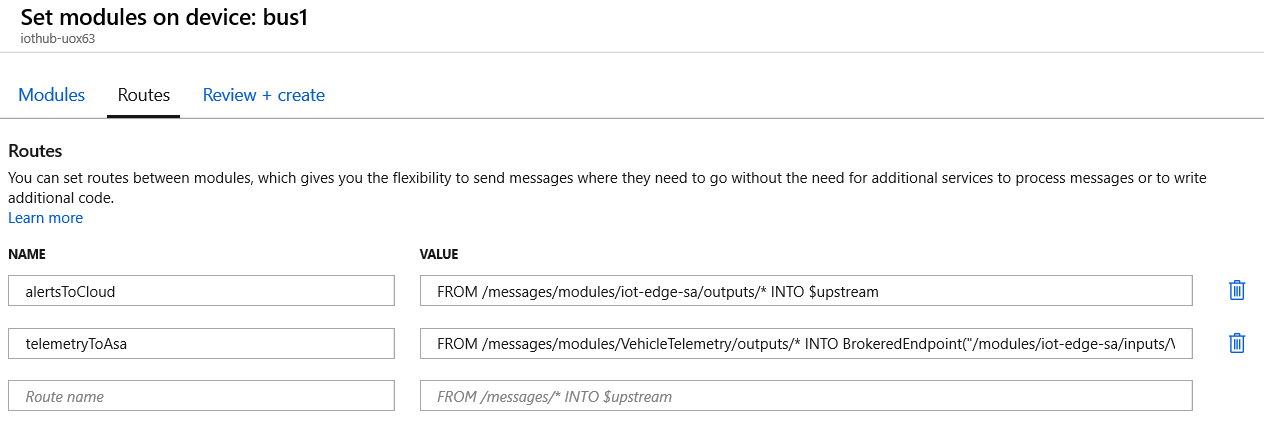 Set modules on device: bus1
iothub-uox63
Modules Routes Review + create
Routes
You can set routes between modules, which gives you the flexibility to send messages where they need to go without the need for additional services to process messages or to write
additional code.
Learn more
NAME VALUE
alertsToCloud FROM /messages/modules/iot-edge-sa/outputs/* INTO $upstream
telemetryToAsa FROM /messages/modules/VehicleTelemetry/outputs/* INTO BrokeredEndpoint("/modules/iot-edge-sa/inputs/\
Route name FROM /messages/* INTO $upstream